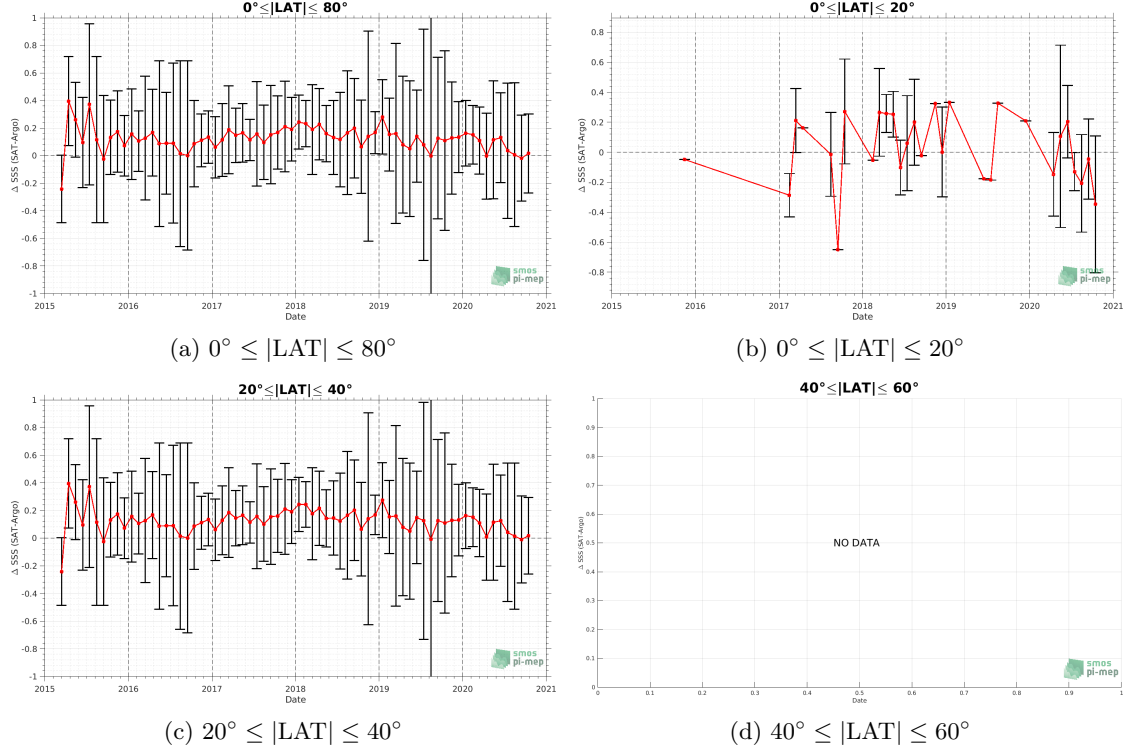 0°≤|LAT|≤ 80°
1
0.8
0.6
0.4
0.2
0
-0.2
-0.4
-0.6
-0.8
-1
Δ SSS (SAT-Argo)
2015 2016 2017 2018 2019 2020 2021
Date
smos
pi-mep
(a) 0° ≤ |LAT| ≤ 80°
0°≤|LAT|≤ 20°
0.8
0.6
0.4
0.2
0
-0.2
-0.4
-0.6
-0.8
Δ SSS (SAT-Argo)
2015 2016 2017 2018 2019 2020 2021
Date
smos
pi-mep
(b) 0° ≤ |LAT| ≤ 20°
20°≤|LAT|≤ 40°
1
0.8
0.6
0.4
0.2
0
-0.2
-0.4
-0.6
-0.8
-1
Δ SSS (SAT-Argo)
2015 2016 2017 2018 2019 2020 2021
Date
smos
pi-mep
(c) 20° ≤ |LAT| ≤ 40°
40°≤|LAT|≤ 60°
1
0.9
0.8
0.7
0.6
0.5
0.4
0.3
0.2
0.1
0
Δ SSS (SAT-Argo)
NO DATA
0 0.1 0.2 0.3 0.4 0.5 0.6 0.7 0.8 0.9 1
Date
smos
pi-mep
(d) 40° ≤ |LAT| ≤ 60°